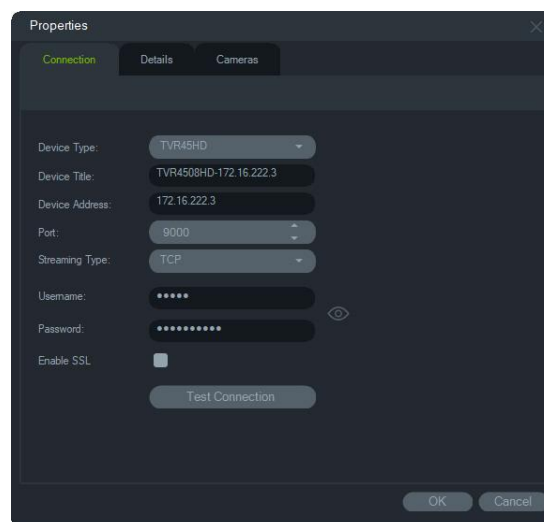 Properties
Connection Details Cameras
Device Type: TVR45HD
Device Title: TVR4508HD-172.16.222.3
Device Address: 172.16.222.3
Port: 9000
Streaming Type: TCP
Username: •••••
Password: ••••••••••
Enable SSL
Test Connection
OK Cancel